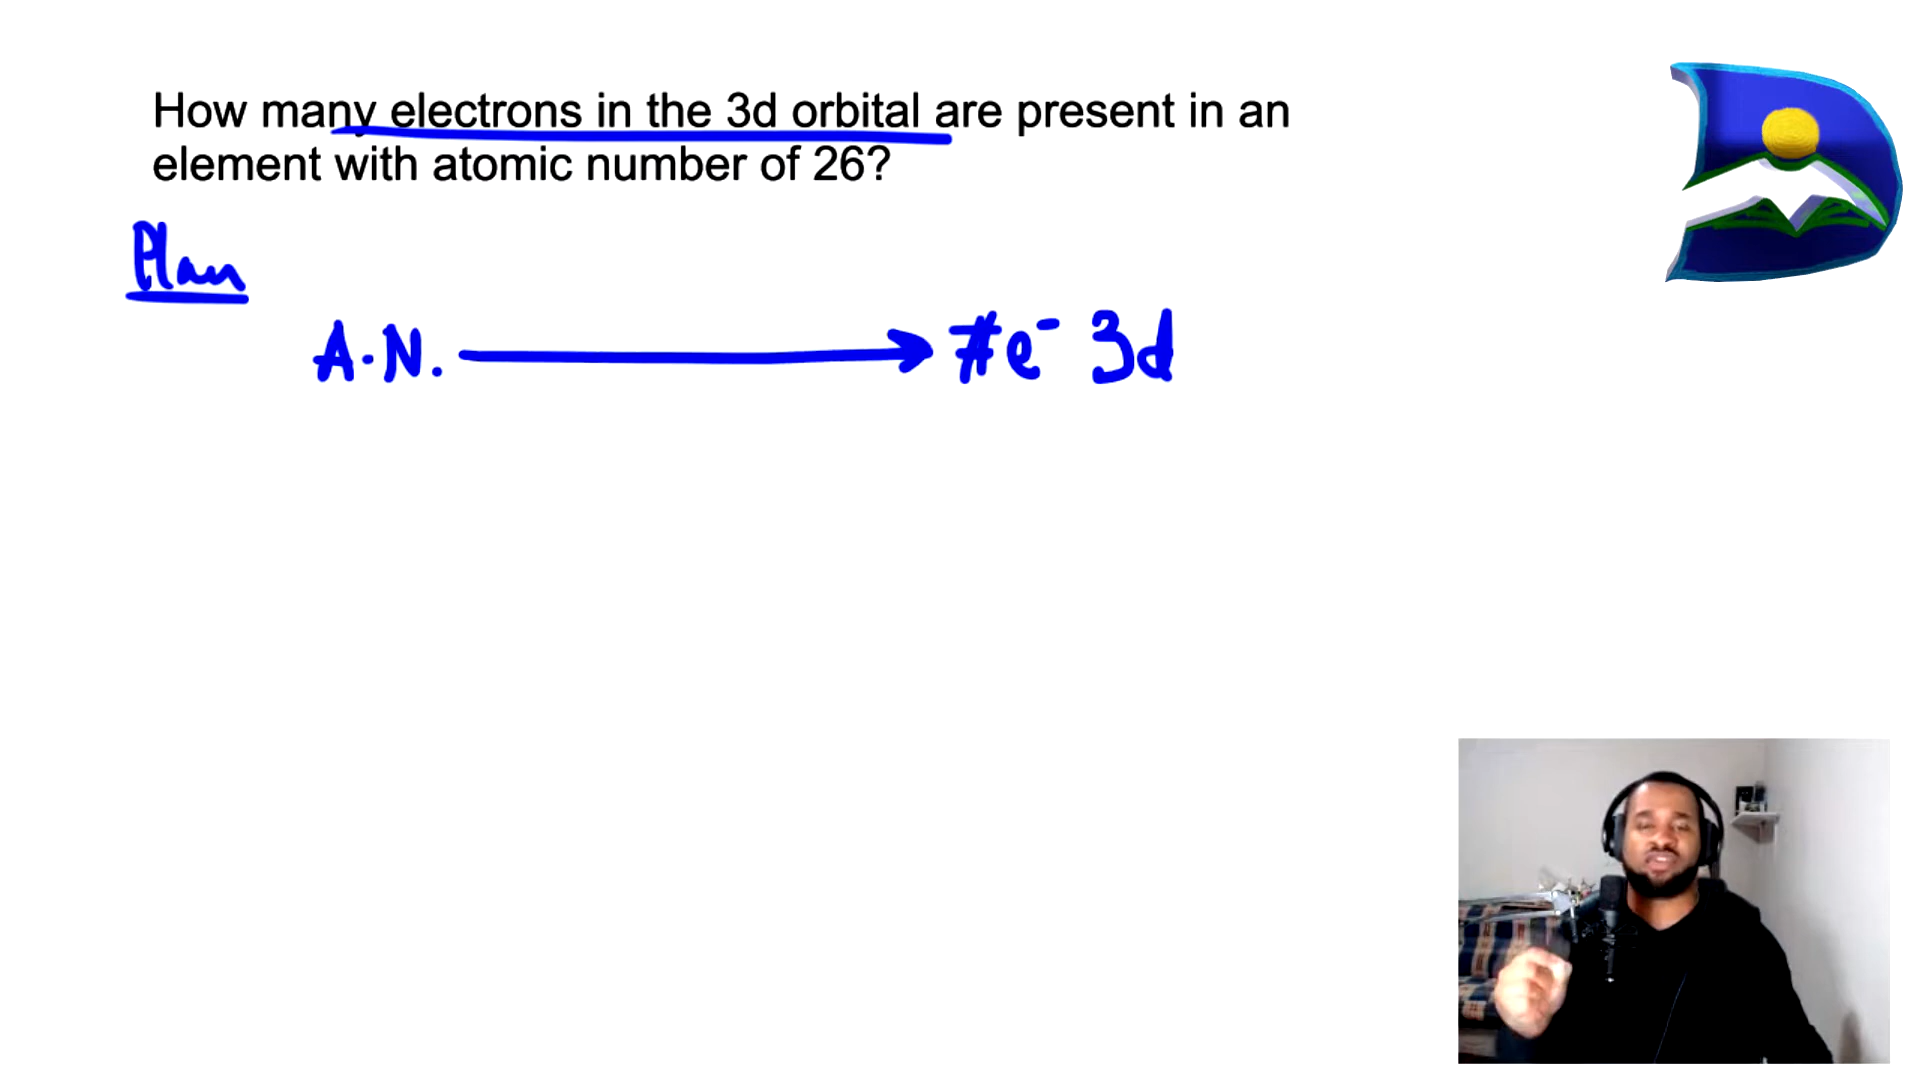 How many electrons in the 3d orbital are present in an
element with atomic number of 26?
Plan
A.N. → #e⁻ 3d